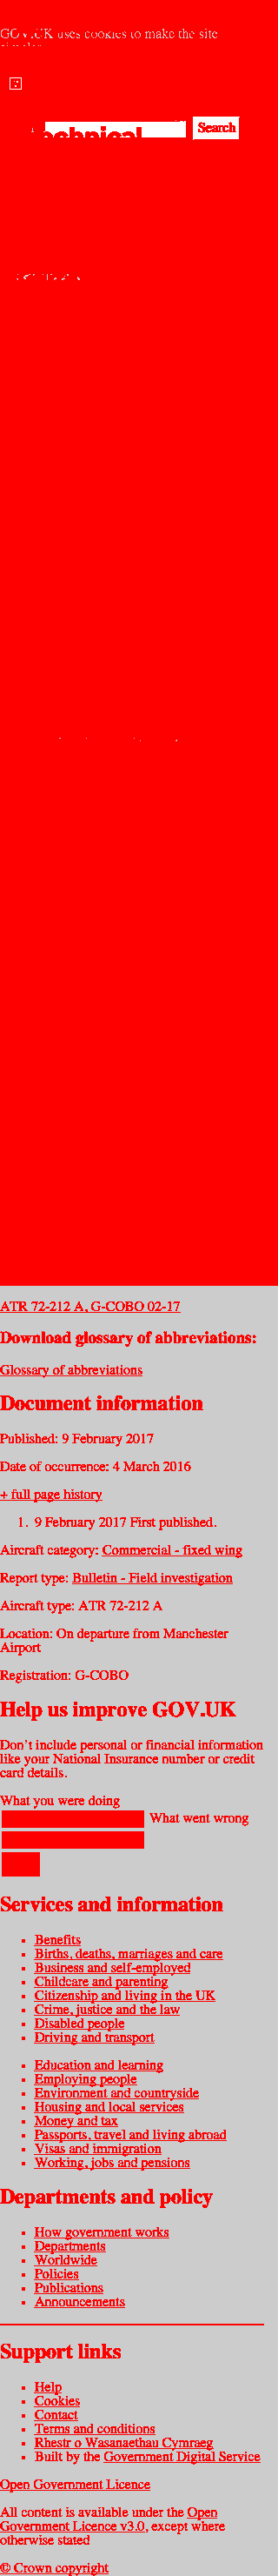 GOV.UK uses cookies to make the site
Search
ATR 72-212 A, G-COBO 02-17
Download glossary of abbreviations:
Glossary of abbreviations
Document information
Published: 9 February 2017
Date of occurrence: 4 March 2016
+ full page history
1. 9 February 2017 First published.
Aircraft category: Commercial - fixed wing
Report type: Bulletin - Field investigation
Aircraft type: ATR 72-212 A
Location: On departure from Manchester
Airport
Registration: G-COBO
Help us improve GOV.UK
Don't include personal or financial information
like your National Insurance number or credit
card details.
What you were doing
What went wrong
Services and information
Benefits
Births, deaths, marriages and care
Business and self-employed
Childcare and parenting
Citizenship and living in the UK
Crime, justice and the law
Disabled people
Driving and transport
Education and learning
Employing people
Environment and countryside
Housing and local services
Money and tax
Passports, travel and living abroad
Visas and immigration
Working, jobs and pensions
Departments and policy
How government works
Departments
Worldwide
Policies
Publications
Announcements
Support links
Help
Cookies
Contact
Terms and conditions
Rhestr o Wasanaethau Cymraeg
Built by the Government Digital Service
Open Government Licence
All content is available under the Open
Government Licence v3.0, except where
otherwise stated
© Crown copyright